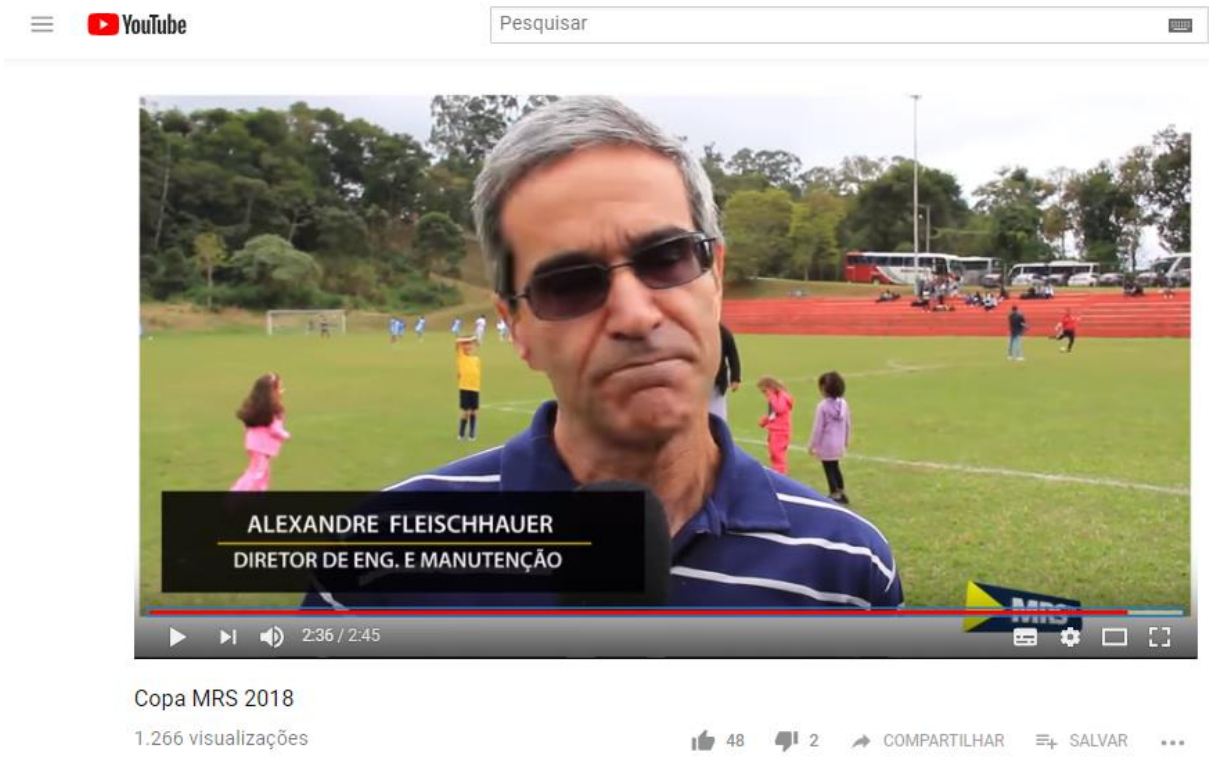 YouTube
Pesquisar
ALEXANDRE FLEISCHHAUER
DIRETOR DE ENG. E MANUTENÇÃO
MRS
2:36 / 2:45
Copa MRS 2018
1.266 visualizações
48
2
COMPARTILHAR
SALVAR